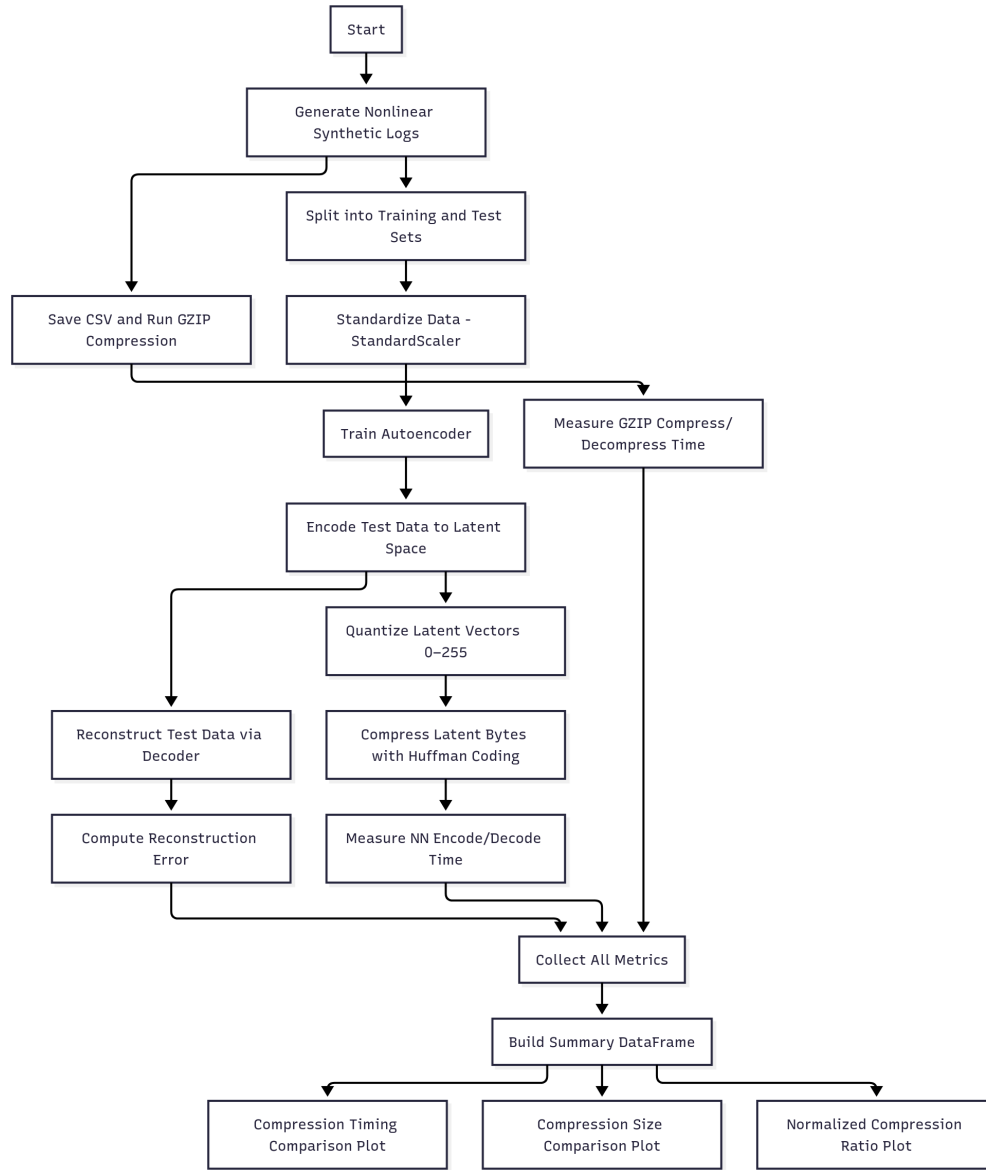 Start
Generate Nonlinear
Synthetic Logs
Split into Training and Test
Sets
Save CSV and Run GZIP
Compression
Standardize Data -
StandardScaler
Train Autoencoder
Measure GZIP Compress/
Decompress Time
Encode Test Data to Latent
Space
Quantize Latent Vectors
0–255
Reconstruct Test Data via
Decoder
Compress Latent Bytes
with Huffman Coding
Compute Reconstruction
Error
Measure NN Encode/Decode
Time
Collect All Metrics
Build Summary DataFrame
Compression Timing
Comparison Plot
Compression Size
Comparison Plot
Normalized Compression
Ratio Plot